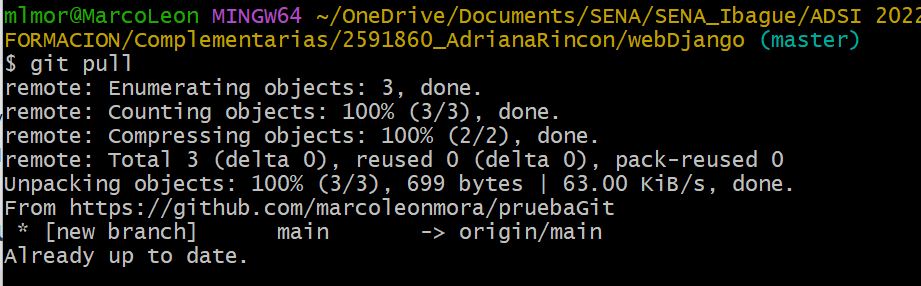 mlmor@MarcoLeon MINGW64 ~/OneDrive/Documents/SENA/SENA_Ibague/ADSI 2022
FORMACION/Complementarias/2591860_AdrianaRincon/webDjango (master)
$ git pull
remote: Enumerating objects: 3, done.
remote: Counting objects: 100% (3/3), done.
remote: Compressing objects: 100% (2/2), done.
remote: Total 3 (delta 0), reused 0 (delta 0), pack-reused 0
Unpacking objects: 100% (3/3), 699 bytes | 63.00 KiB/s, done.
From https://github.com/marcoleonmora/pruebaGit
 * [new branch]      main       -> origin/main
Already up to date.